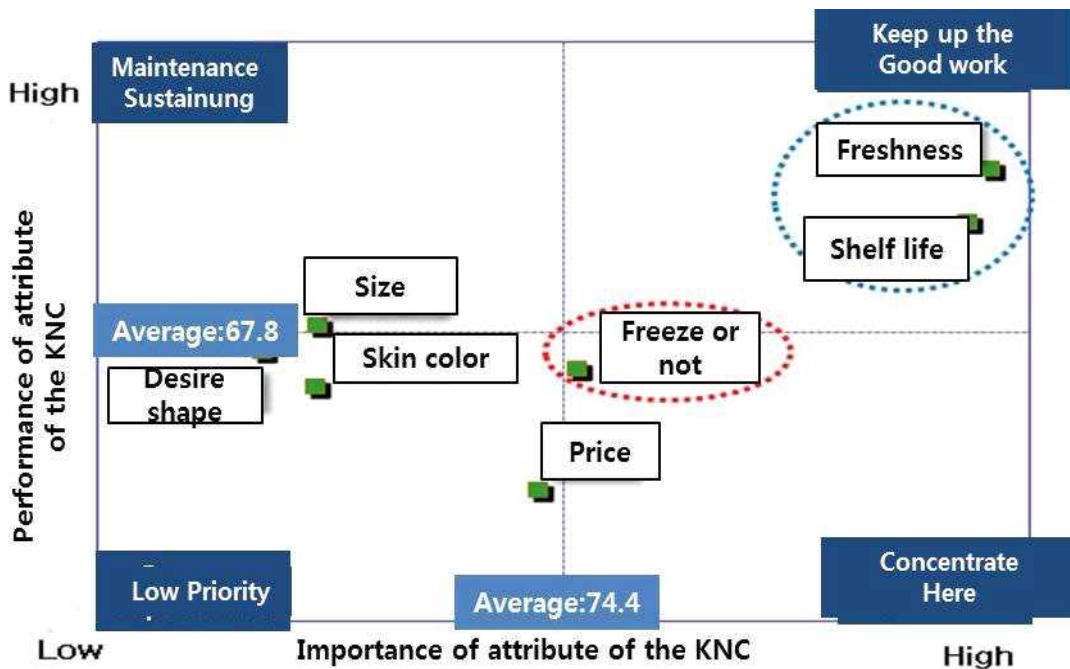 Keep up the
Good work
Maintenance
Sustainung
High
Freshness
Shelf life
Size
Average:67.8
Freeze or
not
Skin color
Desire
shape
Price
Performance of attribute
of the KNC
Low Priority
Average:74.4
Concentrate
Here
Low
Importance of attribute of the KNC
High